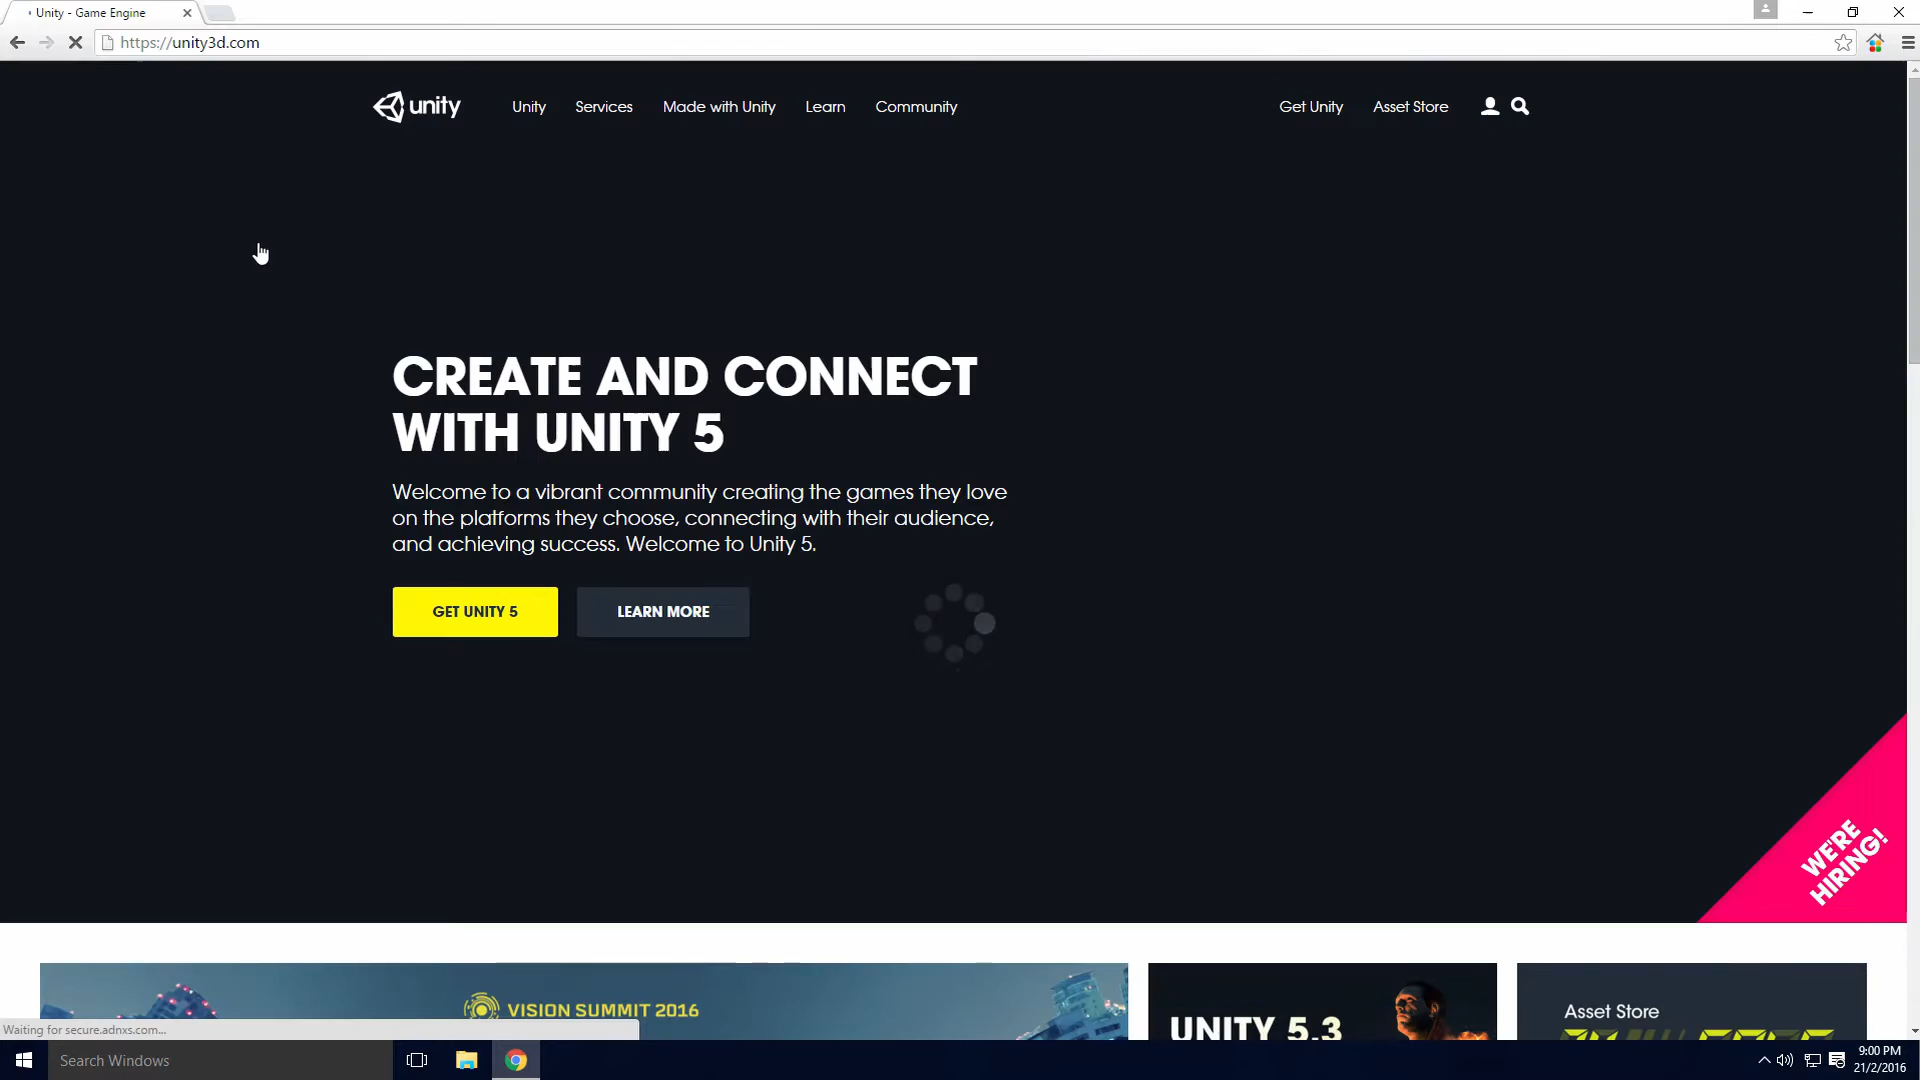 Unity - Game Engine
https://unity3d.com
unity
Unity
Services
Made with Unity
Learn
Community
Get Unity
Asset Store
CREATE AND CONNECT
WITH UNITY 5
Welcome to a vibrant community creating the games they love
on the platforms they choose, connecting with their audience,
and achieving success. Welcome to Unity 5.
GET UNITY 5
LEARN MORE
WE'RE
HIRING!
VISION SUMMIT 2016
UNITY 5.3
Asset Store
Waiting for secure.adnxs.com...
Search Windows
9:00 PM
21/2/2016